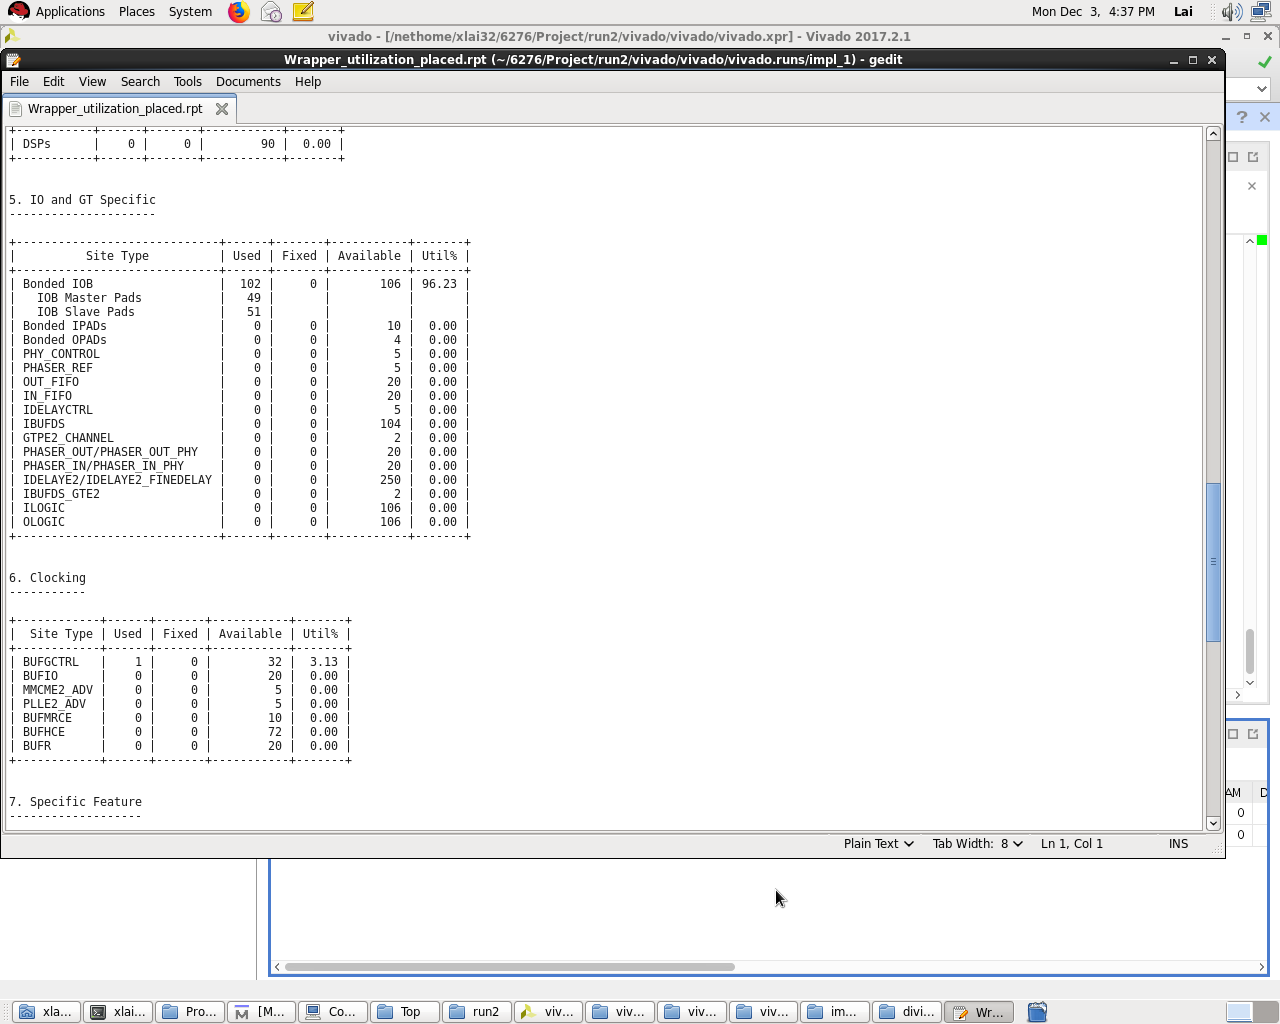 Applications Places System Mon Dec 3, 4:37 PM Lai
vivado - [/nethome/xlai32/6276/Project/run2/vivado/vivado/vivado.xpr] - Vivado 2017.2.1
Wrapper_utilization_placed.rpt (~/6276/Project/run2/vivado/vivado/vivado.runs/impl_1) - gedit
File Edit View Search Tools Documents Help
Wrapper_utilization_placed.rpt
+-----------+------+-------+-----------+-------+
| DSPs      |    0 |     0 |        90 |  0.00 |
+-----------+------+-------+-----------+-------+
5. IO and GT Specific
---------------------
+-----------------------------+------+-------+-----------+-------+
|          Site Type          | Used | Fixed | Available | Util% |
+-----------------------------+------+-------+-----------+-------+
| Bonded IOB                  |  102 |     0 |       106 | 96.23 |
|   IOB Master Pads           |   49 |       |           |       |
|   IOB Slave Pads            |   51 |       |           |       |
| Bonded IPADs                |    0 |     0 |        10 |  0.00 |
| Bonded OPADs                |    0 |     0 |         4 |  0.00 |
| PHY_CONTROL                 |    0 |     0 |         5 |  0.00 |
| PHASER_REF                  |    0 |     0 |         5 |  0.00 |
| OUT_FIFO                    |    0 |     0 |        20 |  0.00 |
| IN_FIFO                     |    0 |     0 |        20 |  0.00 |
| IDELAYCTRL                  |    0 |     0 |         5 |  0.00 |
| IBUFDS                      |    0 |     0 |       104 |  0.00 |
| GTPE2_CHANNEL               |    0 |     0 |         2 |  0.00 |
| PHASER_OUT/PHASER_OUT_PHY   |    0 |     0 |        20 |  0.00 |
| PHASER_IN/PHASER_IN_PHY     |    0 |     0 |        20 |  0.00 |
| IDELAYE2/IDELAYE2_FINEDELAY |    0 |     0 |       250 |  0.00 |
| IBUFDS_GTE2                 |    0 |     0 |         2 |  0.00 |
| ILOGIC                      |    0 |     0 |       106 |  0.00 |
| OLOGIC                      |    0 |     0 |       106 |  0.00 |
+-----------------------------+------+-------+-----------+-------+
6. Clocking
-----------
+------------+------+-------+-----------+-------+
|  Site Type | Used | Fixed | Available | Util% |
+------------+------+-------+-----------+-------+
| BUFGCTRL   |    1 |     0 |        32 |  3.13 |
| BUFIO      |    0 |     0 |        20 |  0.00 |
| MMCME2_ADV |    0 |     0 |         5 |  0.00 |
| PLLE2_ADV  |    0 |     0 |         5 |  0.00 |
| BUFMRCE    |    0 |     0 |        10 |  0.00 |
| BUFHCE     |    0 |     0 |        72 |  0.00 |
| BUFR       |    0 |     0 |        20 |  0.00 |
+------------+------+-------+-----------+-------+
7. Specific Feature
-------------------
AM D
0
0
Plain Text Tab Width: 8 Ln 1, Col 1 INS
xla... xlai... Pro... [M... Co... Top run2 viv... viv... viv... viv... im... divi... Wr...